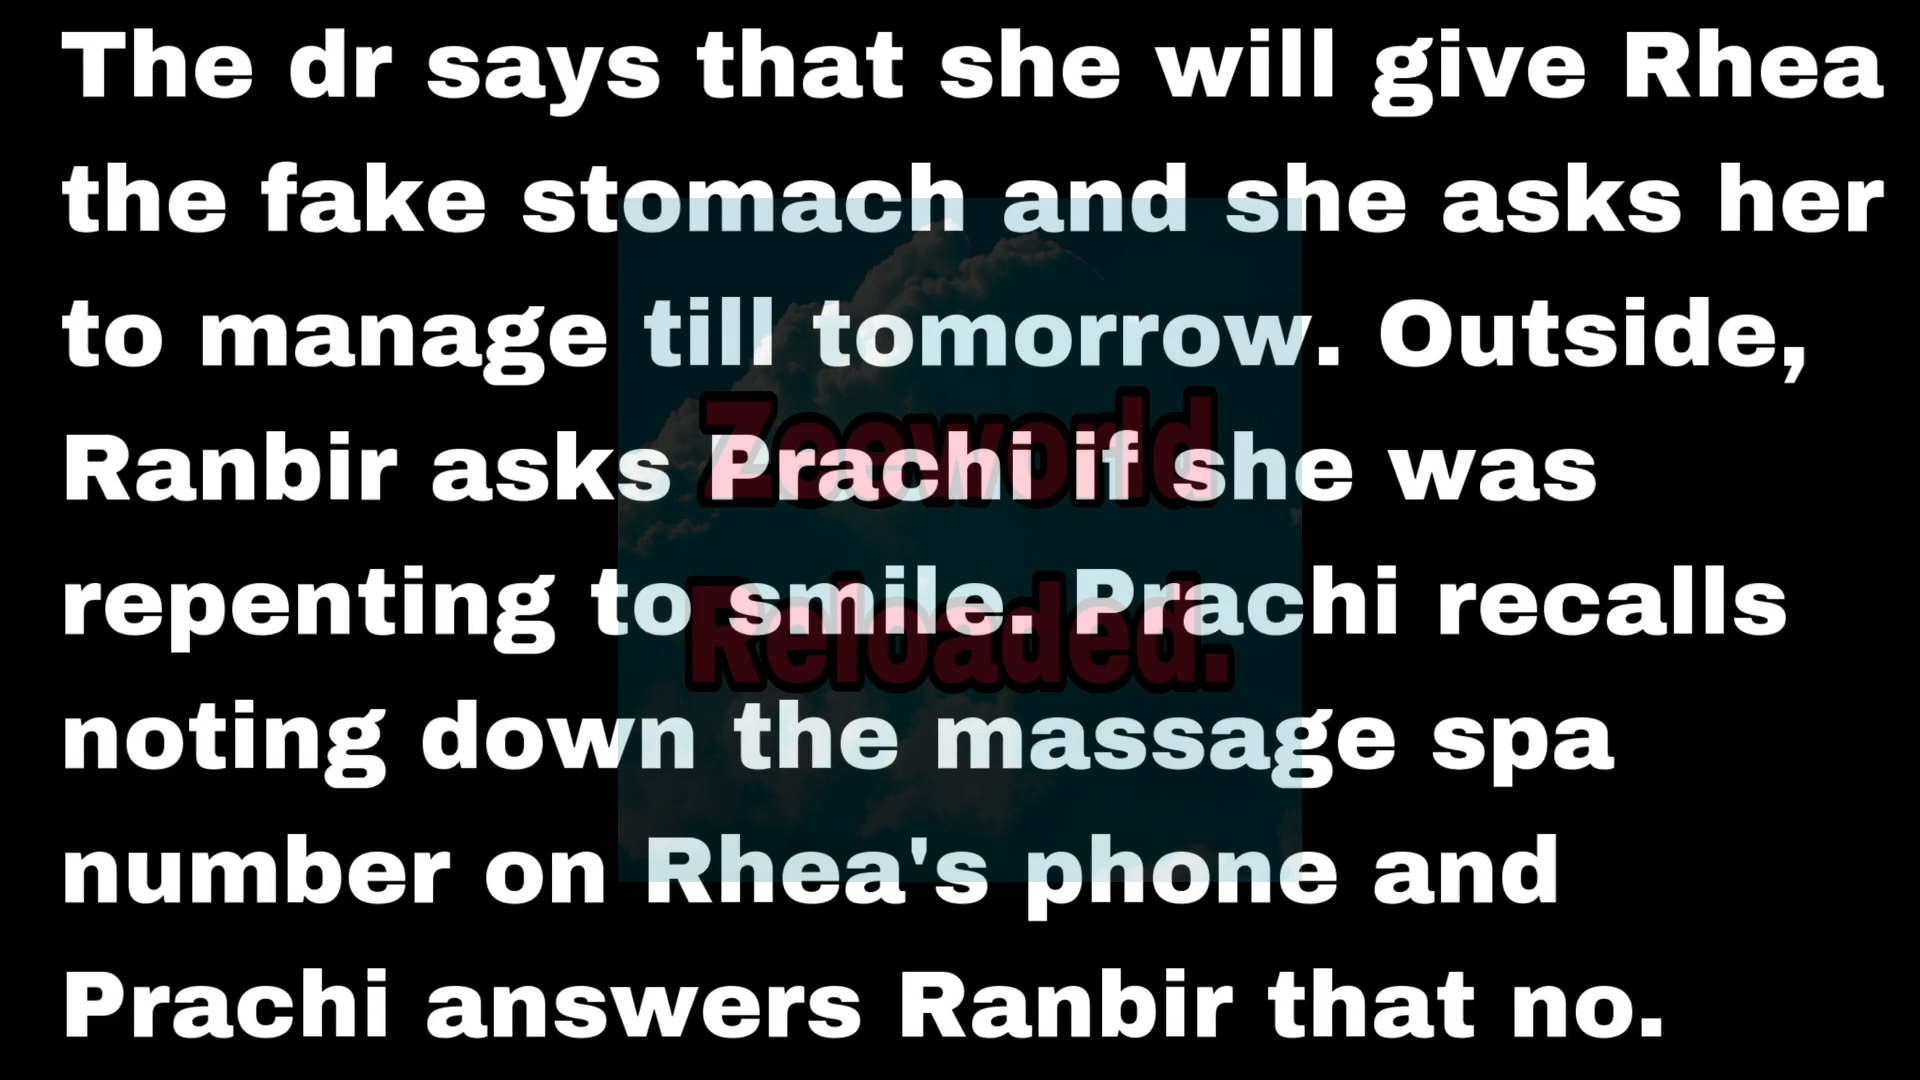 The dr says that she will give Rhea
the fake stomach and she asks her
to manage till tomorrow. Outside,
Ranbir asks Prachi if she was
repenting to smile. Prachi recalls
noting down the massage spa
number on Rhea's phone and
Prachi answers Ranbir that no.
Zeeworld
Reloaded.